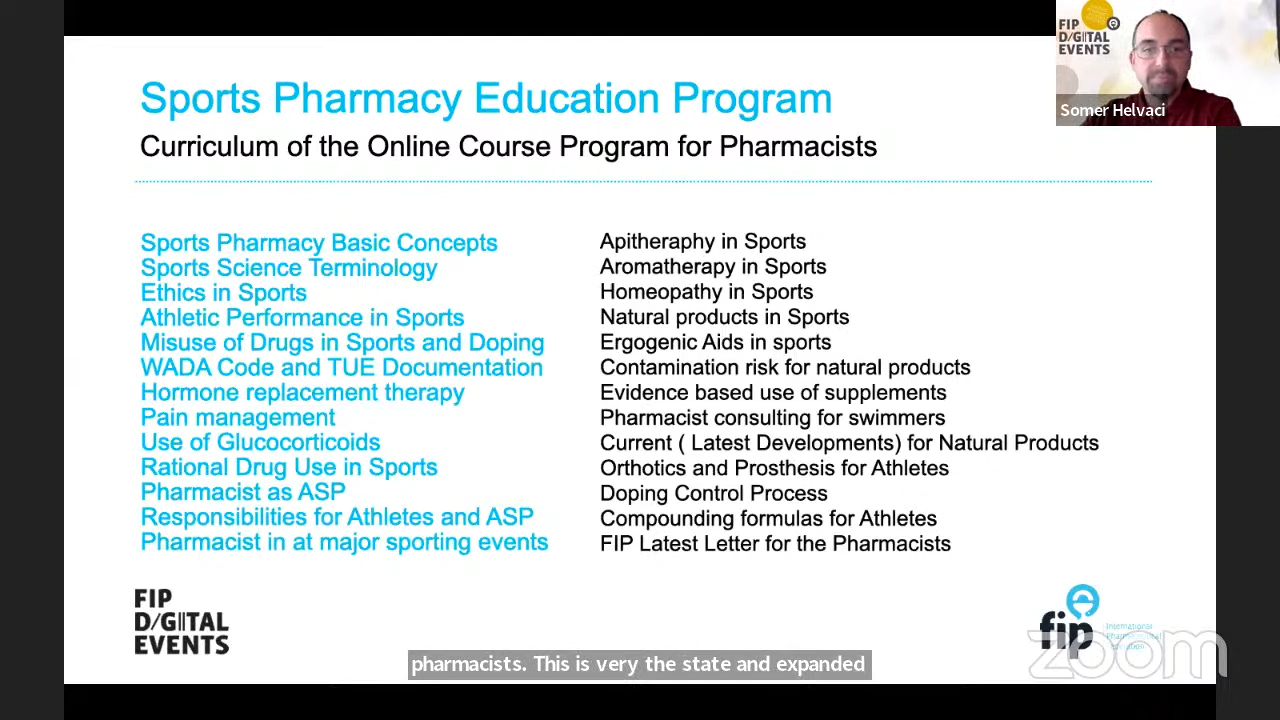 Sports Pharmacy Education Program
Curriculum of the Online Course Program for Pharmacists
Sports Pharmacy Basic Concepts
Sports Science Terminology
Ethics in Sports
Athletic Performance in Sports
Misuse of Drugs in Sports and Doping
WADA Code and TUE Documentation
Hormone replacement therapy
Pain management
Use of Glucocorticoids
Rational Drug Use in Sports
Pharmacist as ASP
Responsibilities for Athletes and ASP
Pharmacist in at major sporting events
Apitheraphy in Sports
Aromatherapy in Sports
Homeopathy in Sports
Natural products in Sports
Ergogenic Aids in sports
Contamination risk for natural products
Evidence based use of supplements
Pharmacist consulting for swimmers
Current ( Latest Developments) for Natural Products
Orthotics and Prosthesis for Athletes
Doping Control Process
Compounding formulas for Athletes
FIP Latest Letter for the Pharmacists
FIP
D/GITAL
EVENTS
Somer Helvaci
FIP
D/GITAL
EVENTS
fip
International
Pharmaceutical
Federation
zoom
pharmacists. This is very the state and expanded